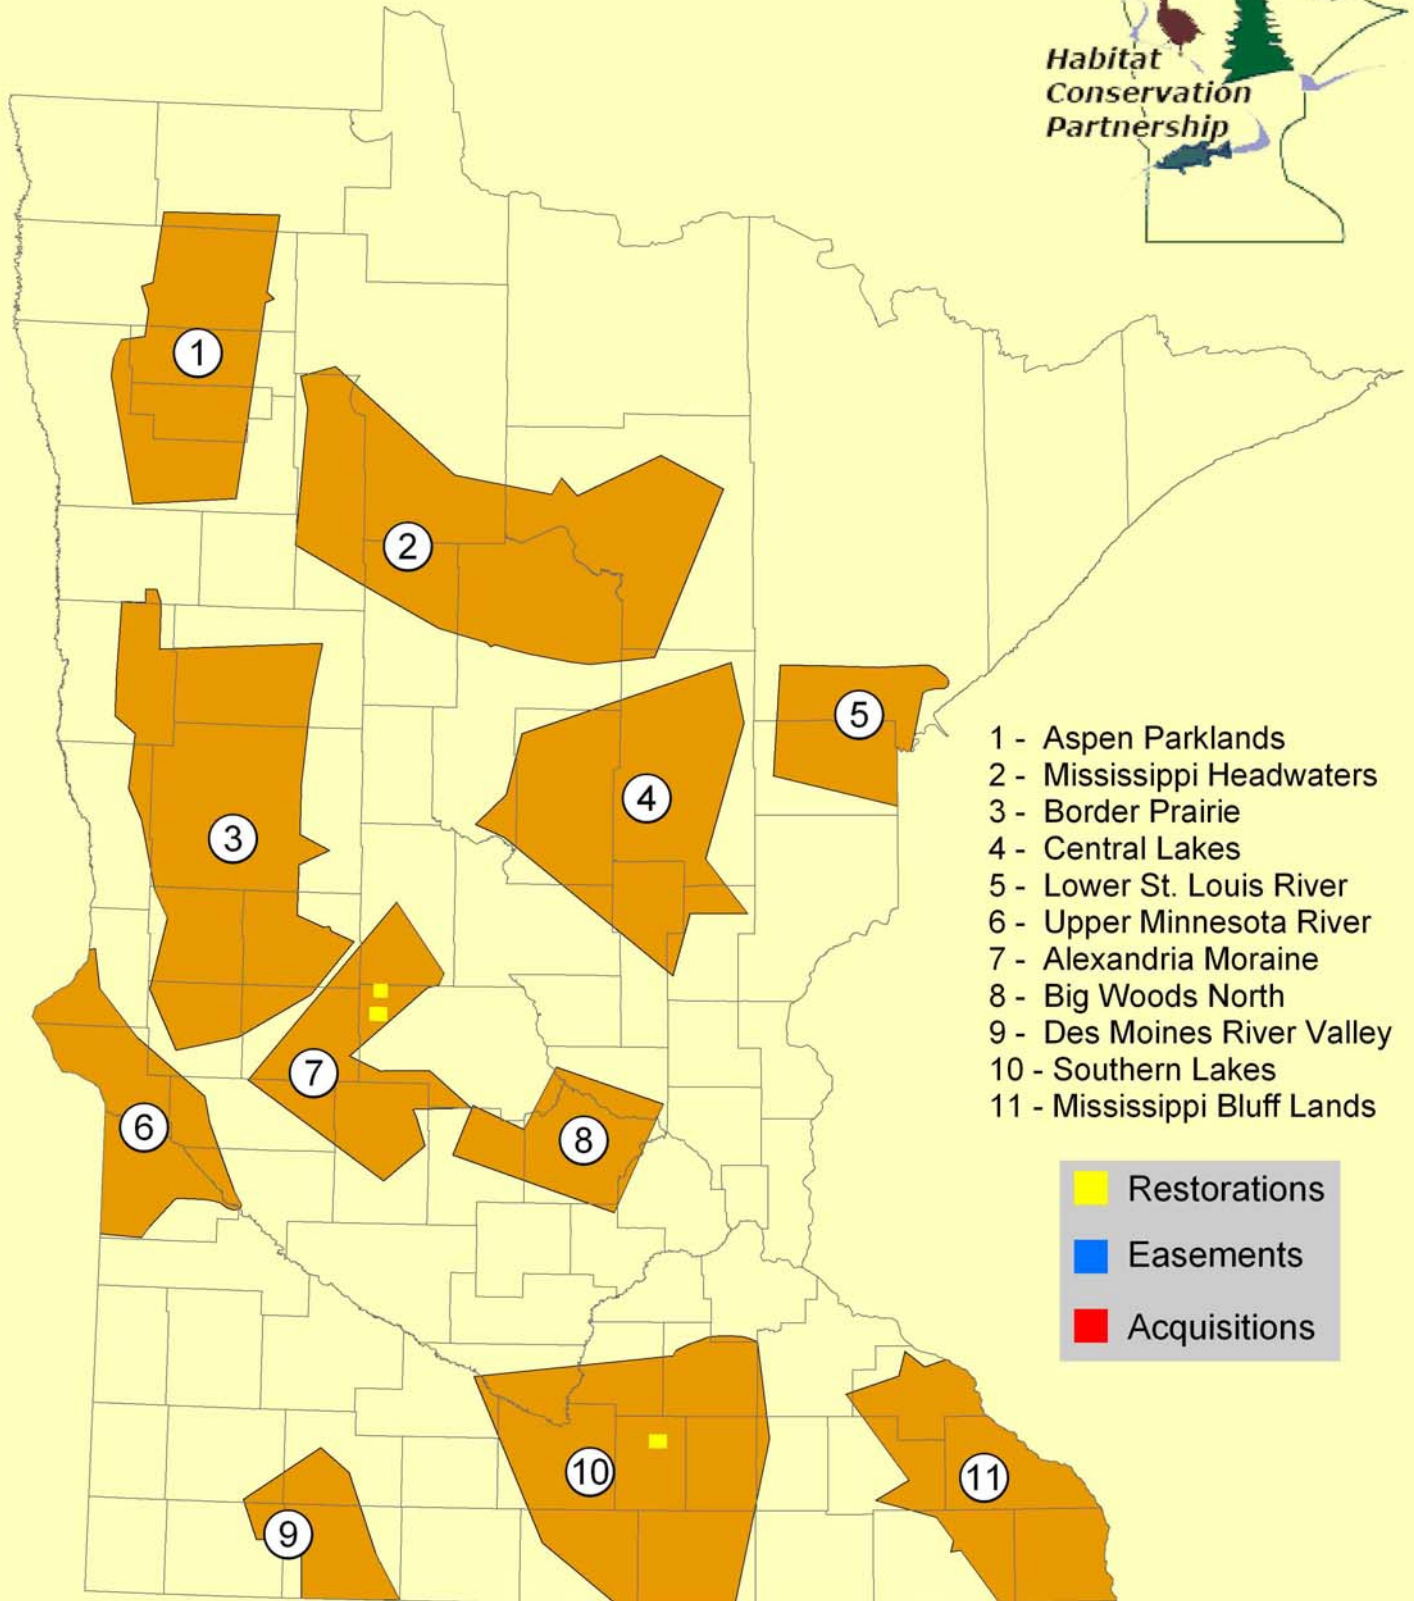 Habitat
Conservation
Partnership
1
2
3
4
5
6
7
8
9
10
11
1 - Aspen Parklands
2 - Mississippi Headwaters
3 - Border Prairie
4 - Central Lakes
5 - Lower St. Louis River
6 - Upper Minnesota River
7 - Alexandria Moraine
8 - Big Woods North
9 - Des Moines River Valley
10 - Southern Lakes
11 - Mississippi Bluff Lands
Restorations
Easements
Acquisitions